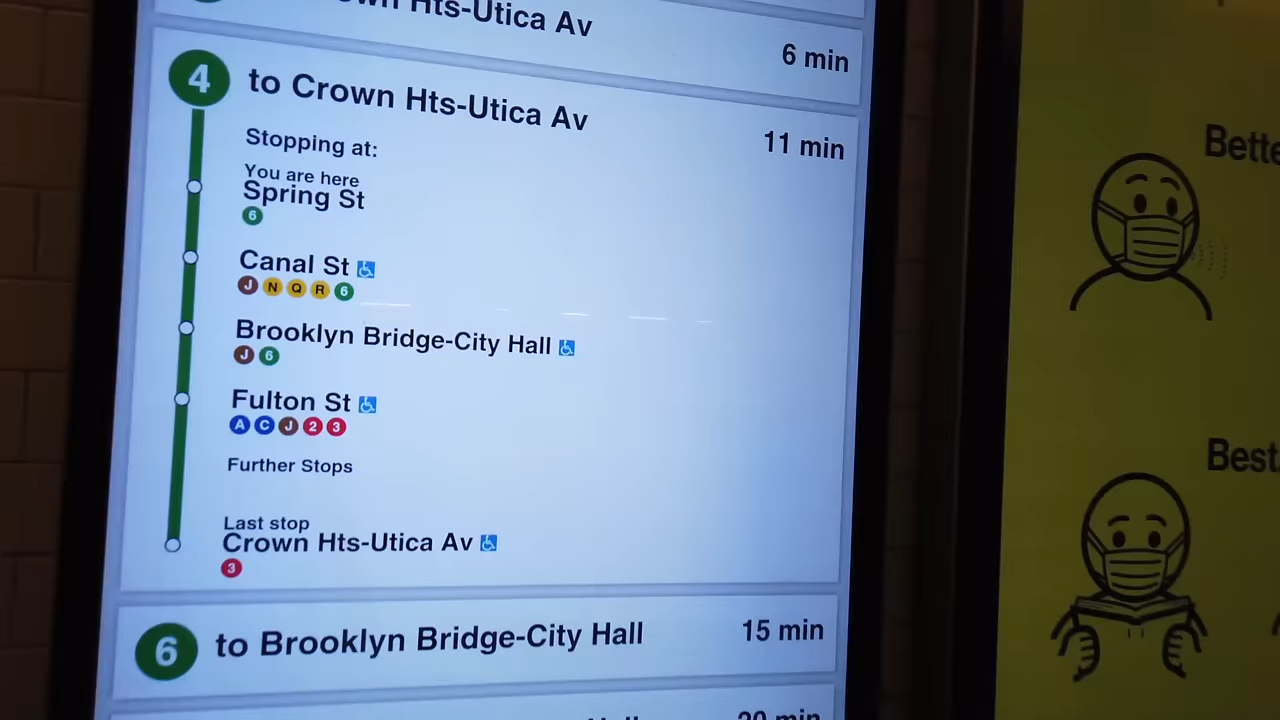 Hts-Utica Av
6 min
4 to Crown Hts-Utica Av
11 min
Stopping at:
You are here
Spring St
6
Canal St
J N Q R 6
Brooklyn Bridge-City Hall
J 6
Fulton St
A C J 2 3
Further Stops
Last stop
Crown Hts-Utica Av
3
6 to Brooklyn Bridge-City Hall
15 min
Best